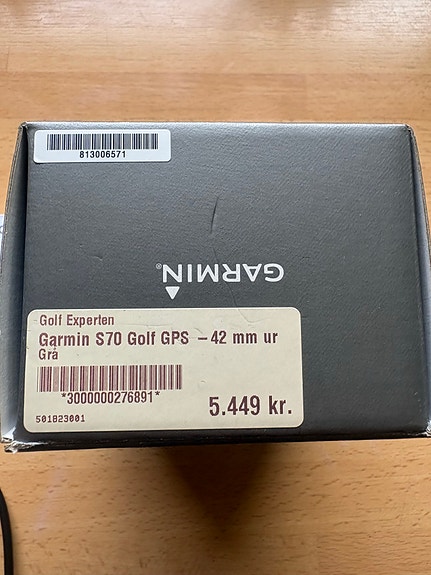 813006571
GARMIN
Golf Experten
Garmin S70 Golf GPS - 42 mm ur
Grå
*3000000276891*
5.449 kr.
501823001